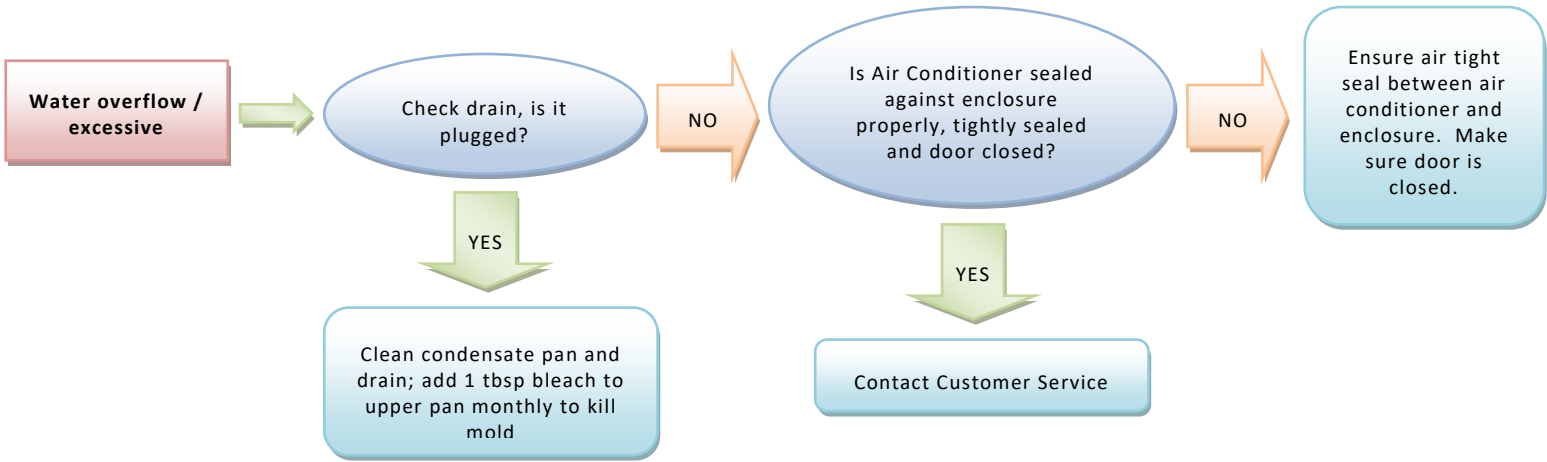 Water overflow /
excessive
Check drain, is it
plugged?
NO
Is Air Conditioner sealed
against enclosure
properly, tightly sealed
and door closed?
NO
Ensure air tight
seal between air
conditioner and
enclosure. Make
sure door is
closed.
YES
YES
Clean condensate pan and
drain; add 1 tbsp bleach to
upper pan monthly to kill
mold
Contact Customer Service